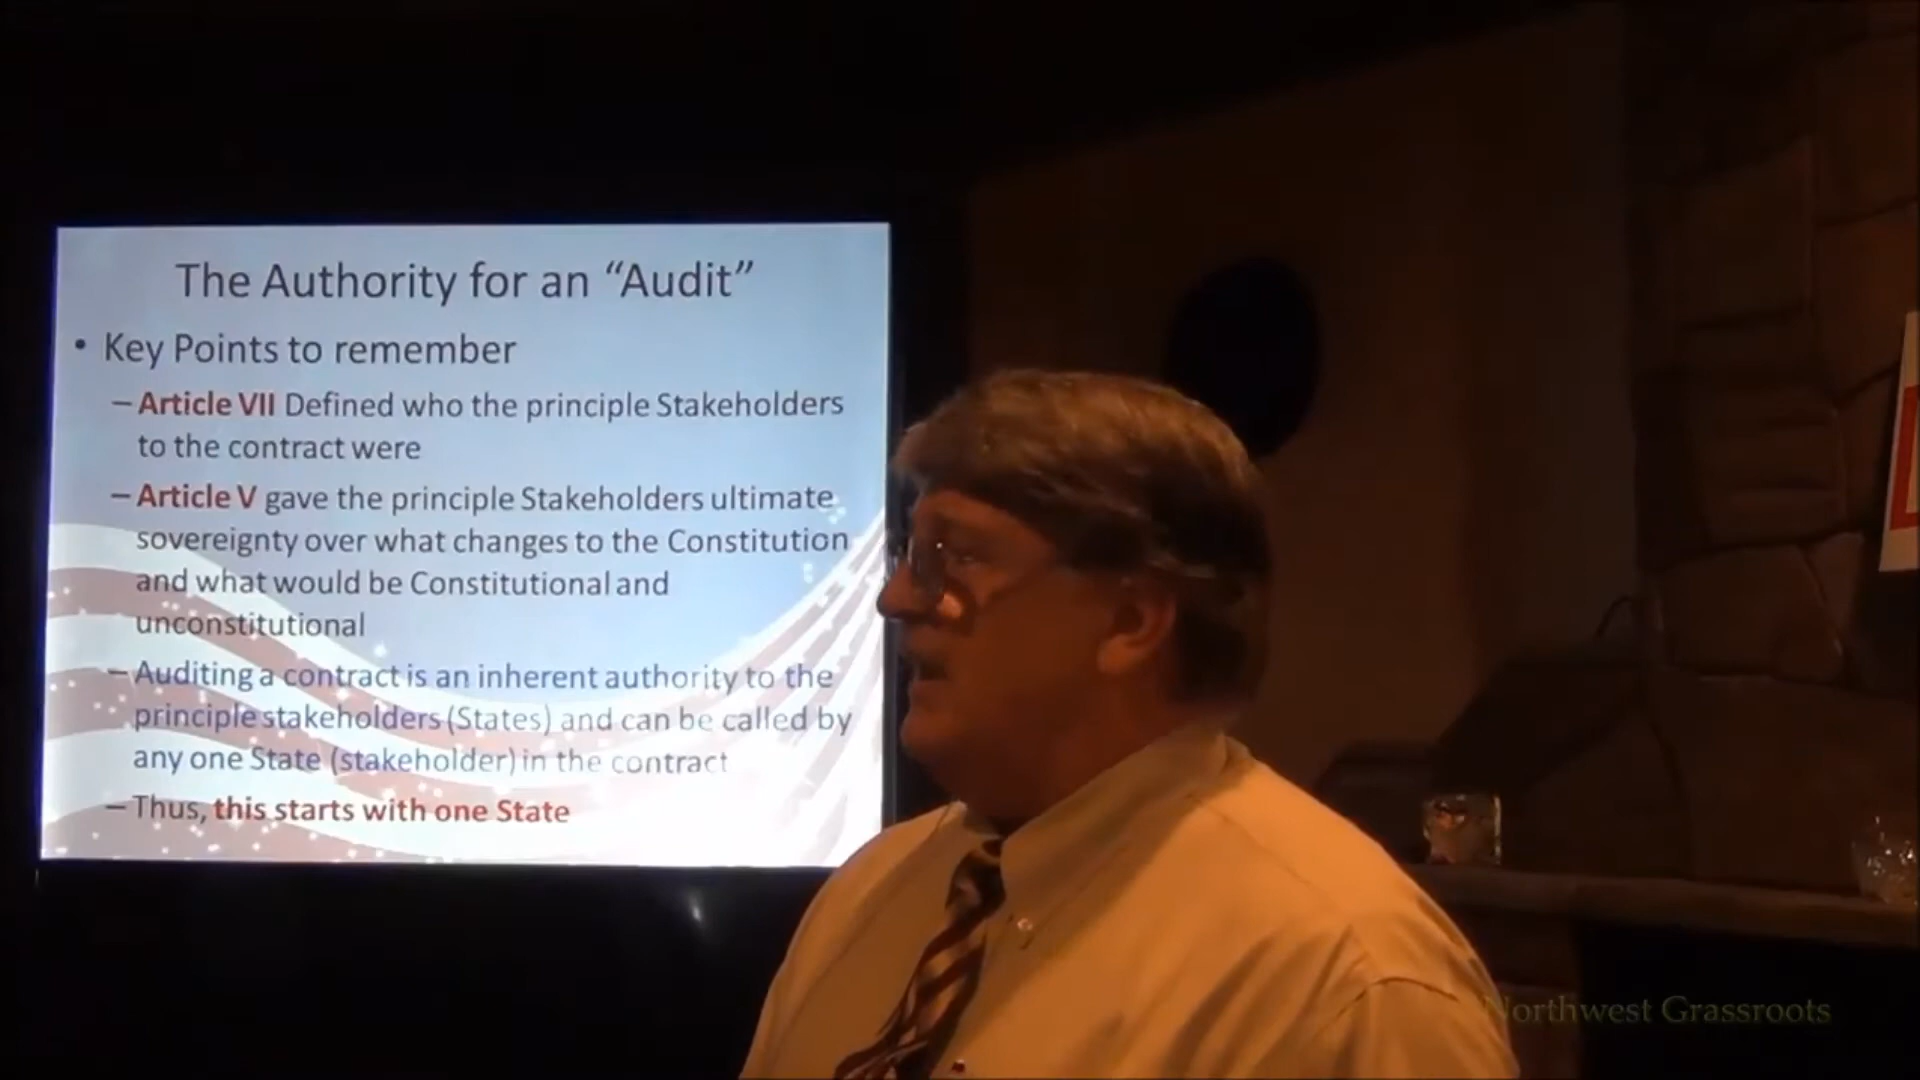 The Authority for an “Audit”
• Key Points to remember
– Article VII Defined who the principle Stakeholders
to the contract were
– Article V gave the principle Stakeholders ultimate
sovereignty over what changes to the Constitution
and what would be Constitutional and
unconstitutional
– Auditing a contract is an inherent authority to the
principle stakeholders (States) and can be called by
any one State (stakeholder) in the contract
– Thus, this starts with one State
Northwest Grassroots